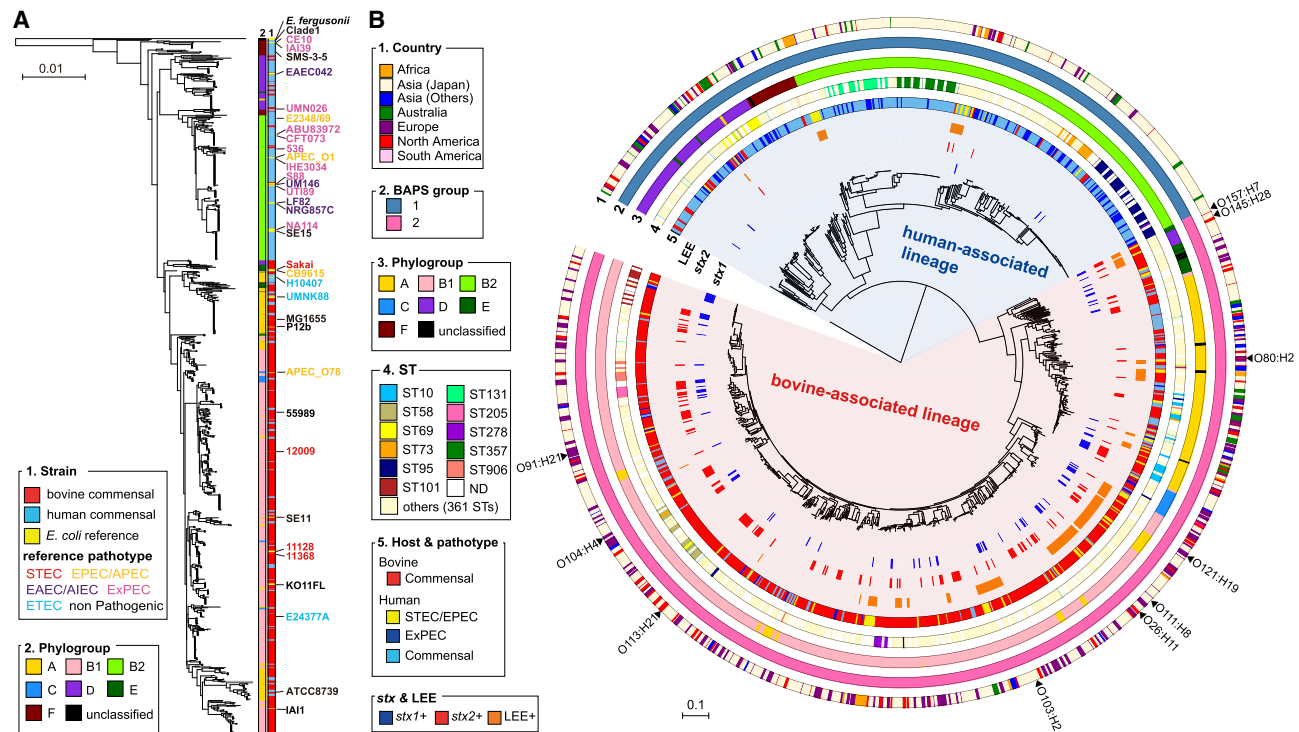 A
B
0.01
2 1
E. fergusonii
Clade1
CE10
IAI39
SMS-3-5
EAEC042
UMN026
E2348/69
ABU83972
CFT073
536
APEC_O1
IHE3034
S88
UM146
UTI89
LF82
NRG857C
NA114
SE15
Sakai
CB9615
H10407
UMNK88
MG1655
P12b
APEC_O78
55989
12009
SE11
11128
11368
KO11FL
E24377A
ATCC8739
IAI1
1. Strain
bovine commensal
human commensal
E. coli reference
reference pathotype
STEC EPEC/APEC
EAEC/AIEC ExPEC
ETEC non Pathogenic
2. Phylogroup
A B1 B2
C D E
F unclassified
1. Country
Africa
Asia (Japan)
Asia (Others)
Australia
Europe
North America
South America
2. BAPS group
1
2
3. Phylogroup
A B1 B2
C D E
F unclassified
4. ST
ST10 ST131
ST58 ST205
ST69 ST278
ST73 ST357
ST95 ST906
ST101 ND
others (361 STs)
5. Host & pathotype
Bovine
Commensal
Human
STEC/EPEC
ExPEC
Commensal
stx & LEE
stx1+ stx2+ LEE+
1
2
3
4
5
LEE
stx2
stx1
human-associated
lineage
bovine-associated lineage
O157:H7
O145:H28
O80:H2
O121:H19
O111:H8
O26:H11
O103:H2
O113:H21
O104:H4
O91:H21
0.1